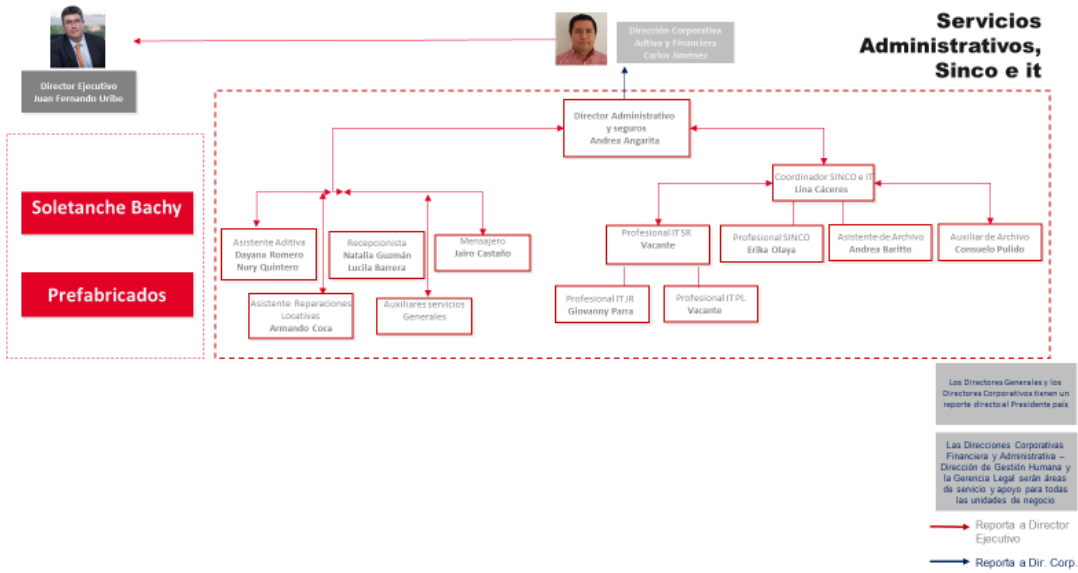 Servicios
Administrativos,
Sinco e it
Dirección Corporativa
Adtiva y Financiera
Carlos Jiménez
Director Ejecutivo
Juan Fernando Uribe
Director Administrativo
y seguros
Andrea Angarita
Soletanche Bachy
Prefabricados
Coordinador SINCO e IT
Lina Cáceres
Asistente Aditiva
Dayana Romero
Nury Quintero
Recepcionista
Natalia Guzmán
Lucila Barrera
Mensajero
Jairo Castaño
Profesional IT SR
Vacante
Profesional SINCO
Erika Olaya
Asistente de Archivo
Andrea Baritto
Auxiliar de Archivo
Consuelo Pulido
Asistente Reparaciones
Locativas
Armando Coca
Auxiliares servicios
Generales
Profesional IT JR
Giovanny Parra
Profesional IT PL
Vacante
Los Directores Generales y los
Directores Corporativos tienen un
reporte directo al Presidente país
Las Direcciones Corporativas
Financiera y Administrativa –
Dirección de Gestión Humana y
la Gerencia Legal serán áreas
de servicio y apoyo para todas
las unidades de negocio
Reporta a Director
Ejecutivo
Reporta a Dir. Corp.